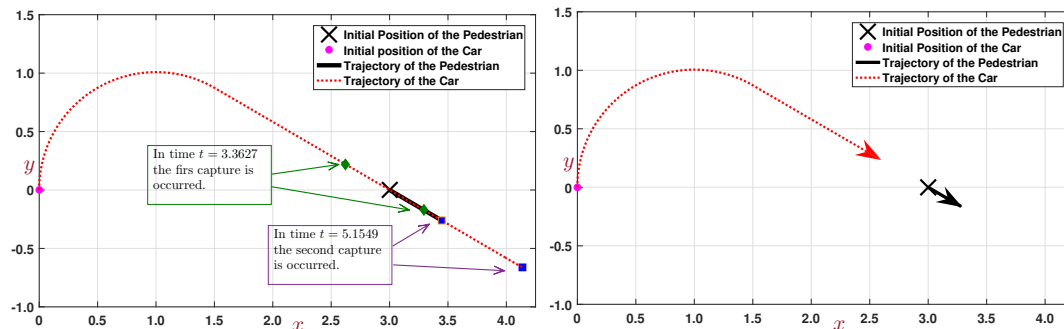 1.5
1.0
0.5
0
-0.5
-1.0
y
0
0.5
1.0
1.5
2.0
2.5
3.0
3.5
4.0
x
Initial Position of the Pedestrian
Initial position of the Car
Trajectory of the Pedestrian
Trajectory of the Car
In time t = 3.3627
the firs capture is
occurred.
In time t = 5.1549
the second capture
is occurred.
1.5
1.0
0.5
0
-0.5
-1.0
y
0
0.5
1.0
1.5
2.0
2.5
3.0
3.5
4.0
x
Initial Position of the Pedestrian
Initial Position of the Car
Trajectory of the Pedestrian
Trajectory of the Car